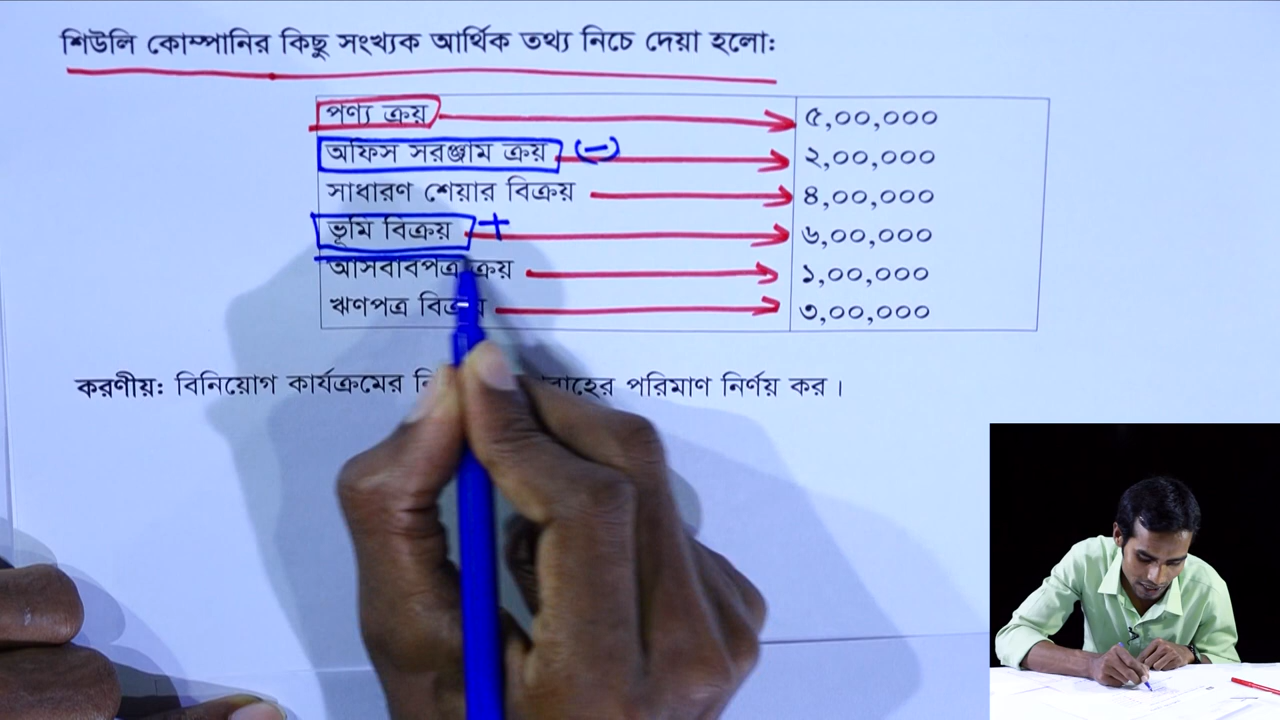 শিউলি কোম্পানির কিছু সংখ্যক আর্থিক তথ্য নিচে দেয়া হলো:
পণ্য ক্রয় ৫,০০,০০০
অফিস সরঞ্জাম ক্রয় (-) ২,০০,০০০
সাধারণ শেয়ার বিক্রয় ৪,০০,০০০
ভূমি বিক্রয় + ৬,০০,০০০
আসবাবপত্র ক্রয় ১,০০,০০০
ঋণপত্র বিক্রয় ৩,০০,০০০
করণীয়: বিনিয়োগ কার্যক্রমের পরিমাণ নির্ণয় কর।